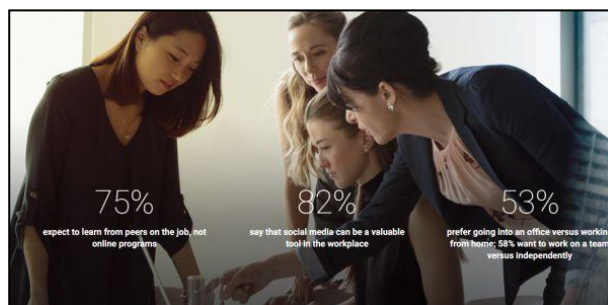 75%
expect to learn from peers on the job, not
online programs
82%
say that social media can be a valuable
tool in the workplace
53%
prefer going into an office versus working
from home; 58% want to work on a team
versus independently